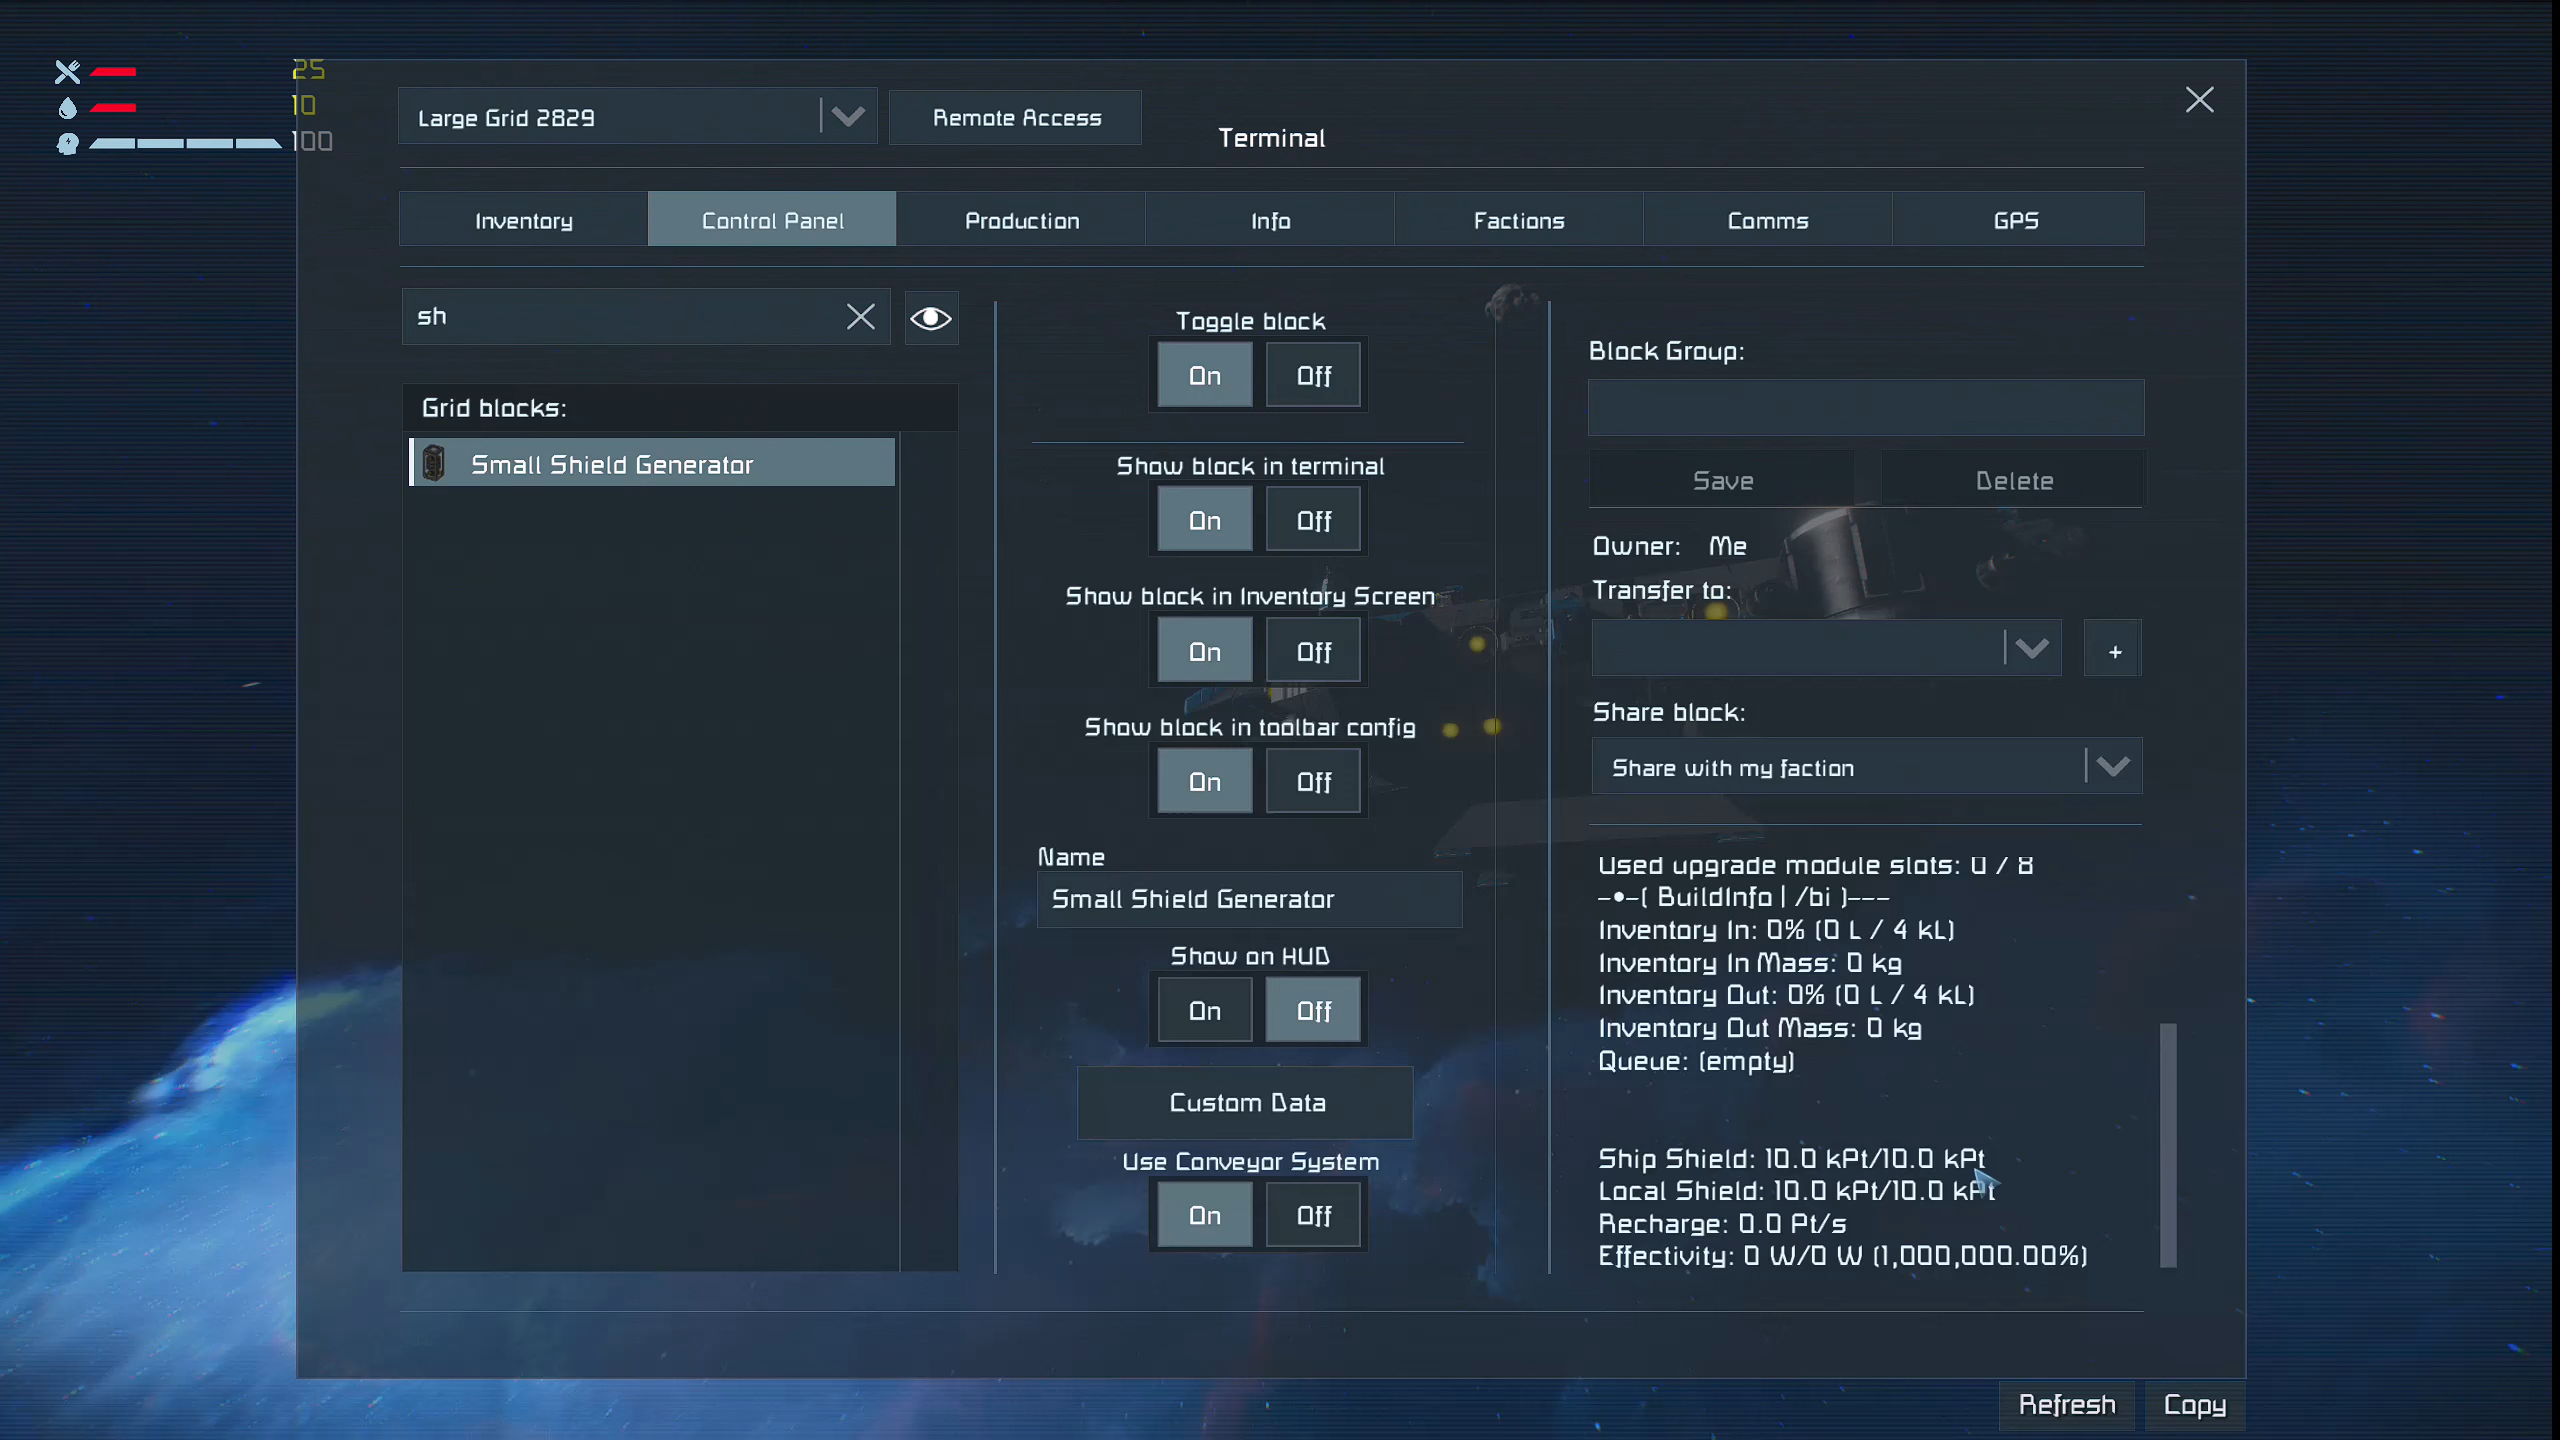 25
10
100
Large Grid 2829
Remote Access
Terminal
Inventory
Control Panel
Production
Info
Factions
Comms
GPS
sh
Grid blocks:
Small Shield Generator
Toggle block
On
Off
Show block in terminal
On
Off
Show block in Inventory Screen
On
Off
Show block in toolbar config
On
Off
Name
Small Shield Generator
Show on HUD
On
Off
Custom Data
Use Conveyor System
On
Off
Block Group:
Save
Delete
Owner: Me
Transfer to:
+
Share block:
Share with my faction
Used upgrade module slots: 0 / 8
-•-( BuildInfo | /bi )---
Inventory In: 0% (0 L / 4 kL)
Inventory In Mass: 0 kg
Inventory Out: 0% (0 L / 4 kL)
Inventory Out Mass: 0 kg
Queue: (empty)
Ship Shield: 10.0 kPt/10.0 kPt
Local Shield: 10.0 kPt/10.0 kPt
Recharge: 0.0 Pt/s
Effectivity: 0 W/0 W (1,000,000.00%)
Refresh
Copy